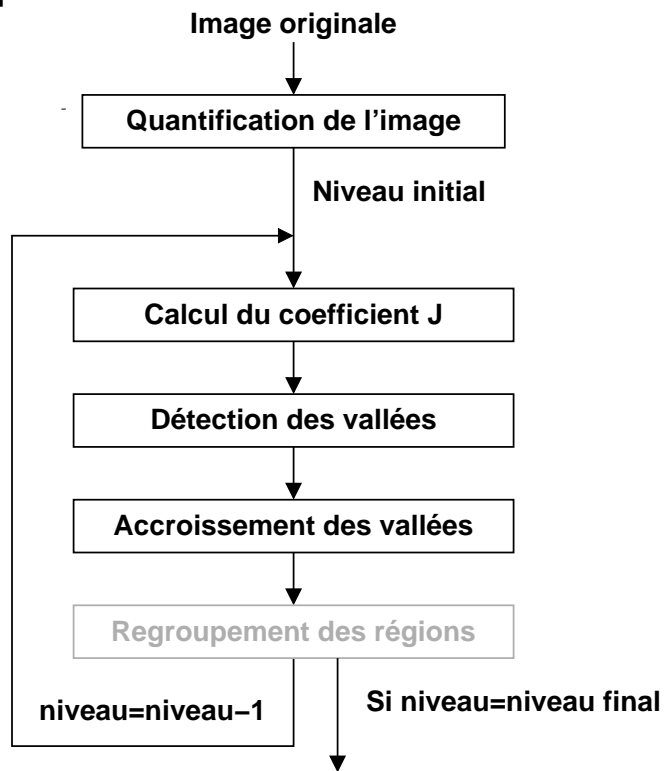 Image originale
Quantification de l'image
Niveau initial
Calcul du coefficient J
Détection des vallées
Accroissement des vallées
Regroupement des régions
niveau=niveau−1
Si niveau=niveau final